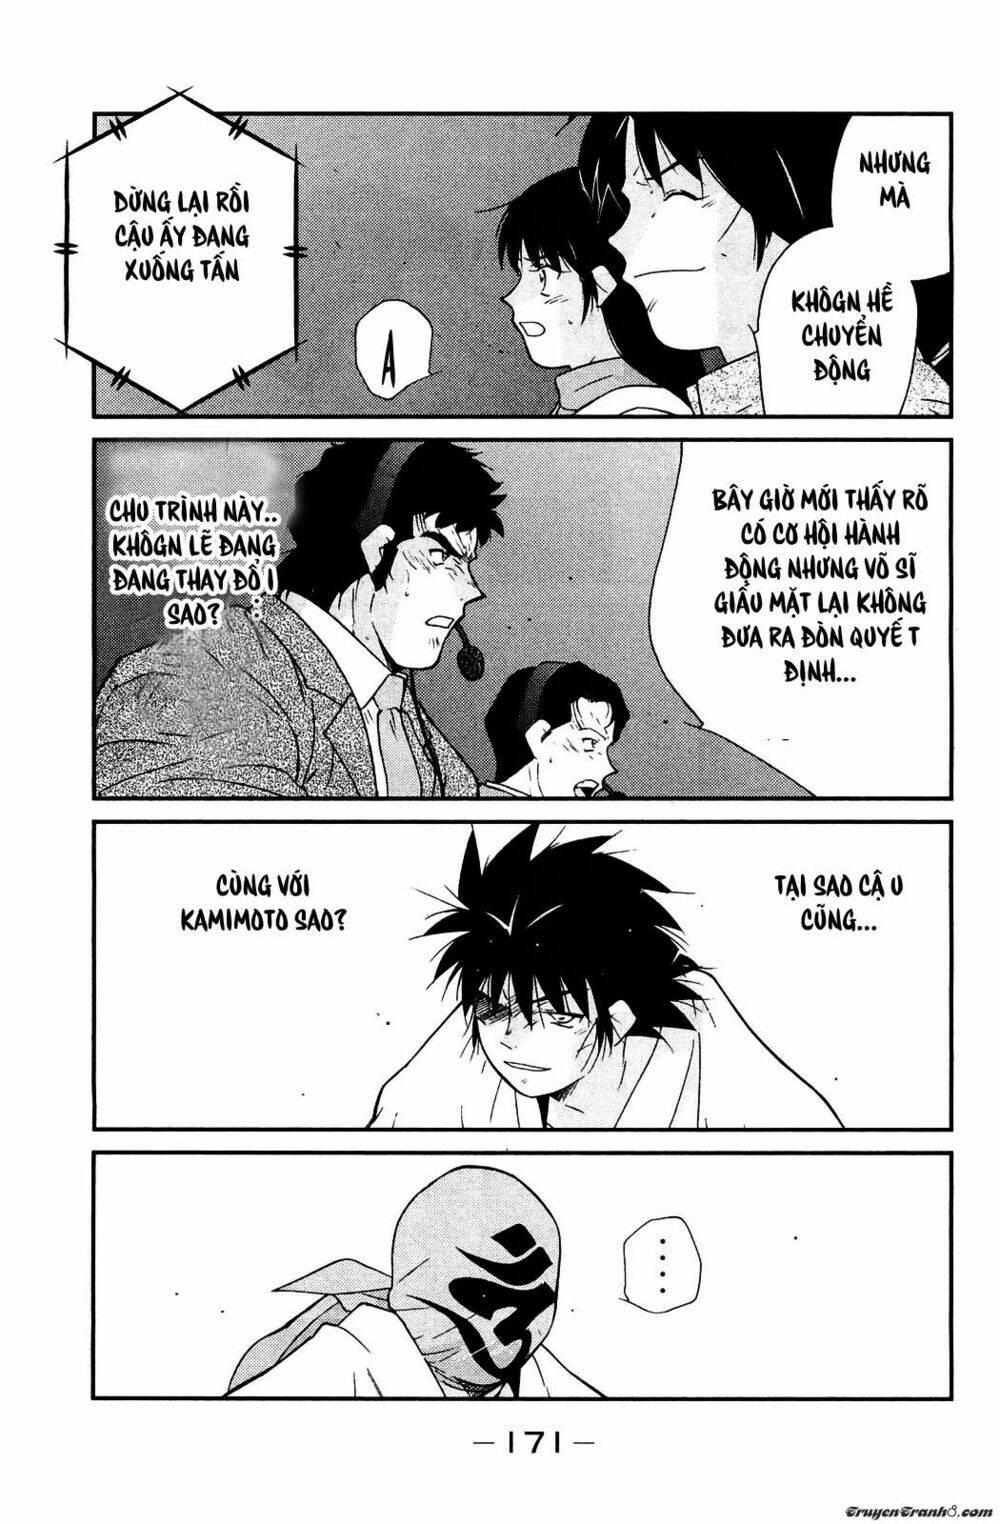 NHƯNG
MÀ
KHÔGN HỀ
CHUYỂN
ĐỘNG
A
DỪNG LẠI RỒI
CẬU ẤY ĐANG
XUỐNG TẤN
BÂY GIỜ MỚI THẤY RÕ
CÓ CƠ HỘI HÀNH
ĐỘNG NHƯNG VÕ SĨ
GIẤU MẶT LẠI KHÔNG
ĐƯA RA ĐÒN QUYẾT T
ĐỊNH...
CHU TRÌNH NÀY..
KHÔGN LẼ ĐANG
ĐANG THAY ĐỔ I
SAO?
TẠI SAO CẬ U
CŨNG...
CÙNG VỚI
KAMIMOTO SAO?
....
-171-
TruyenTranh8.com